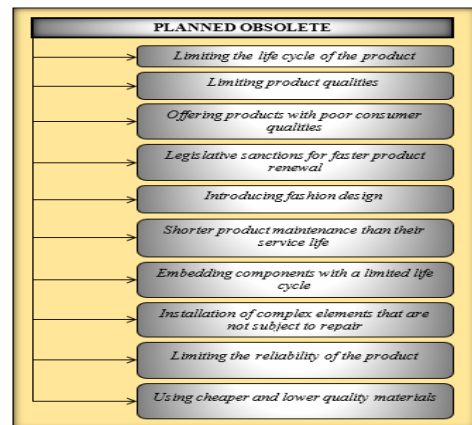 PLANNED OBSOLETE
Limiting the life cycle of the product
Limiting product qualities
Offering products with poor consumer
qualities
Legislative sanctions for faster product
renewal
Introducing fashion design
Shorter product maintenance than their
service life
Embedding components with a limited life
cycle
Installation of complex elements that are
not subject to repair
Limiting the reliability of the product
Using cheaper and lower quality materials